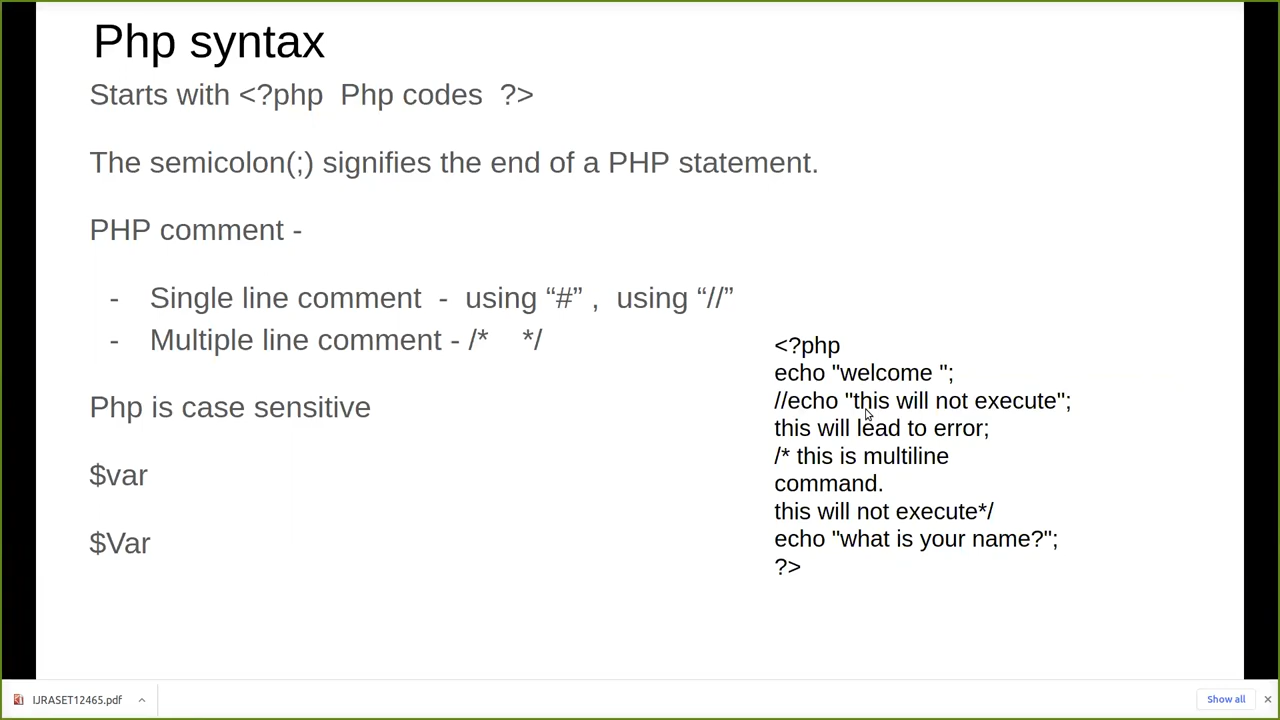 Php syntax
Starts with <?php  Php codes  ?>
The semicolon(;) signifies the end of a PHP statement.
PHP comment -
- Single line comment  -  using “#” ,  using “//”
- Multiple line comment - /*    */
Php is case sensitive
$var
$Var
<?php
echo "welcome ";
//echo "this will not execute";
this will lead to error;
/* this is multiline
command.
this will not execute*/
echo "what is your name?";
?>
IJRASET12465.pdf
Show all